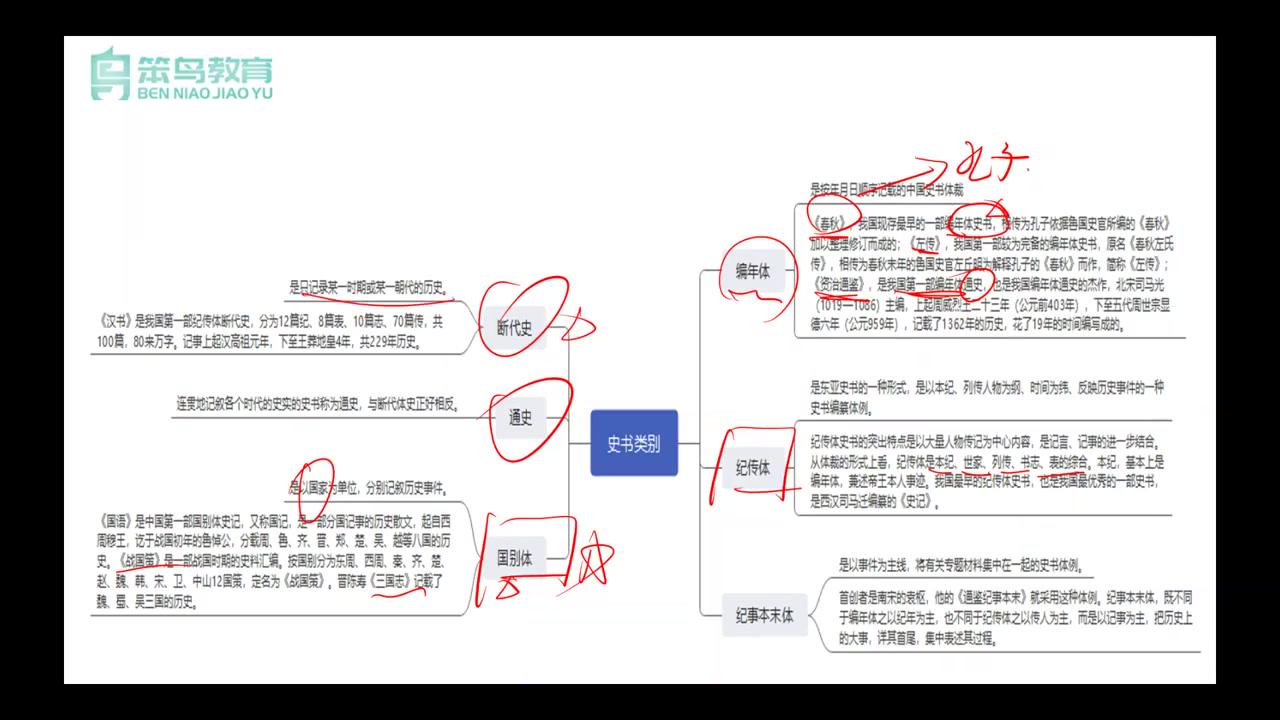 笨鸟教育
BEN NIAO JIAO YU
孔子
是按年月日顺序记载的中国史书体裁
《春秋》，我国现存最早的一部编年体史书，相传为孔子依据鲁国史官所编的《春秋》
加以整理修订而成的；《左传》，我国第一部较为完备的编年体史书，原名《春秋左氏
传》，相传为春秋末年的鲁国史官左丘明为解释孔子的《春秋》而作，简称《左传》；
《资治通鉴》，是我国第一部编年体通史，也是我国编年体通史的杰作，北宋司马光
（1019—1086）主编，上起周威烈王二十三年（公元前403年），下至五代周世宗显
德六年（公元959年），记载了1362年的历史，花了19年的时间编写成的。
编年体
是只记录某一时期或某一朝代的历史。
《汉书》是我国第一部纪传体断代史，分为12篇纪、8篇表、10篇志、70篇传，共
100篇，80来万字。记事上起汉高祖元年，下至王莽地皇4年，共229年历史。
断代史
连贯地记叙各个时代的史实的史书称为通史，与断代体史正好相反。
通史
史书类别
是东亚史书的一种形式，是以本纪、列传人物为纲、时间为纬、反映历史事件的一种
史书编纂体例。
纪传体史书的突出特点是以大量人物传记为中心内容，是记言、记事的进一步结合。
从体裁的形式上看，纪传体是本纪、世家、列传、书志、表的综合。本纪，基本上是
编年体，兼述帝王本人事迹。我国最早的纪传体史书，也是我国最优秀的一部史书，
是西汉司马迁编纂的《史记》。
纪传体
是以国家为单位，分别记叙历史事件。
《国语》是中国第一部国别体史记，又称国记，是一部分国记事的历史散文，起自西
周穆王，讫于战国初年的鲁悼公，分载周、鲁、齐、晋、郑、楚、吴、越等八国的历
史。《战国策》是一部战国时期的史料汇编。按国别分为东周、西周、秦、齐、楚、
赵、魏、韩、宋、卫、中山12国策，定名为《战国策》。晋陈寿《三国志》记载了
魏、蜀、吴三国的历史。
国别体
是以事件为主线，将有关专题材料集中在一起的史书体例。
首创者是南宋的袁枢，他的《通鉴纪事本末》就采用这种体例。纪事本末体，既不同
于编年体之以纪年为主，也不同于纪传体之以传人为主，而是以记事为主，把历史上
的大事，详其首尾，集中表述其过程。
纪事本末体